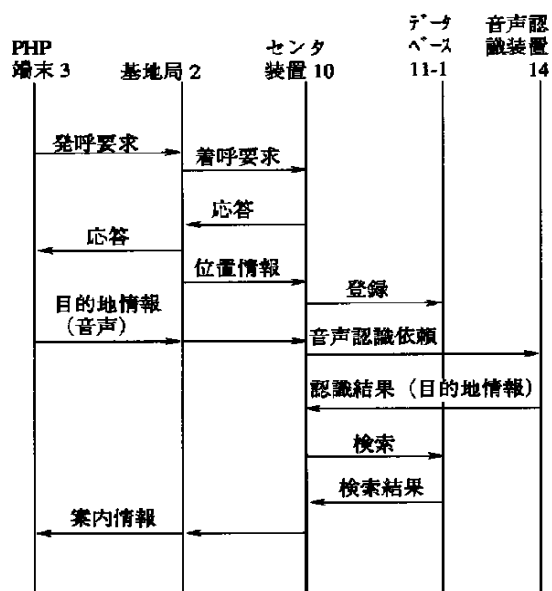 PHP
端末 3
基地局 2
センタ
装置 10
データ
ベース
11-1
音声認
識装置
14
発呼要求
着呼要求
応答
応答
位置情報
登録
目的地情報
（音声）
音声認識依頼
認識結果（目的地情報）
検索
検索結果
案内情報